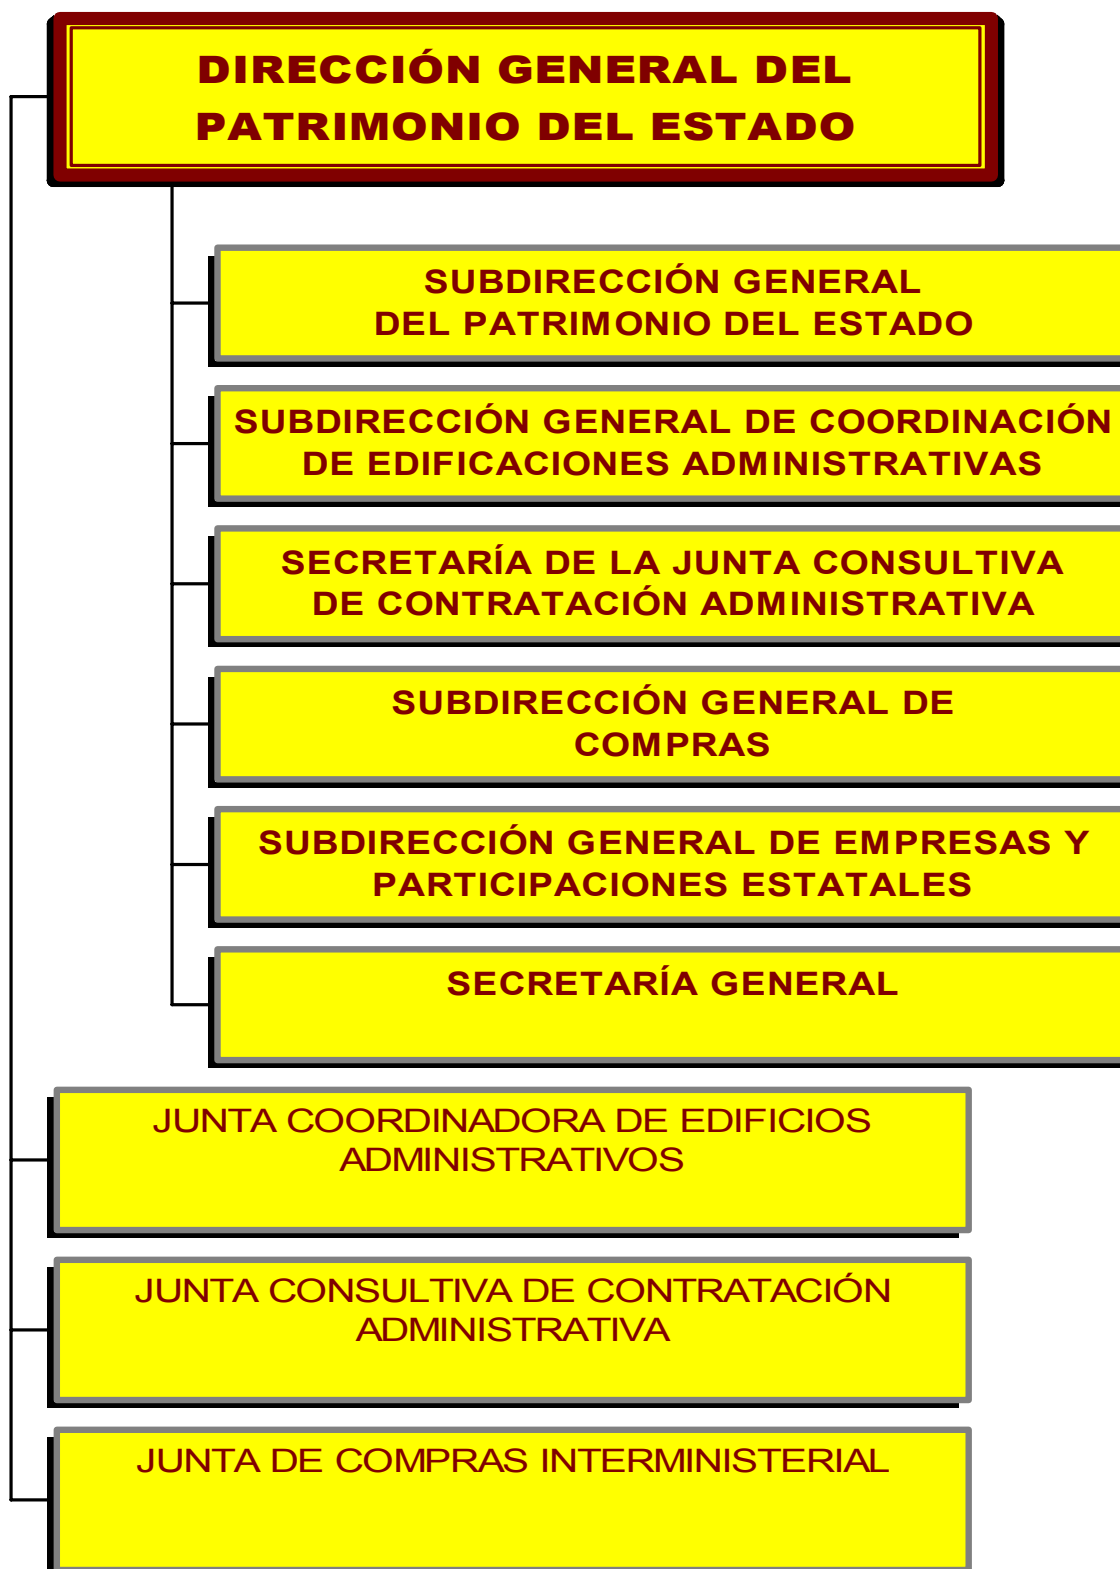 DIRECCIÓN GENERAL DEL
PATRIMONIO DEL ESTADO
SUBDIRECCIÓN GENERAL
DEL PATRIMONIO DEL ESTADO
SUBDIRECCIÓN GENERAL DE COORDINACIÓN
DE EDIFICACIONES ADMINISTRATIVAS
SECRETARÍA DE LA JUNTA CONSULTIVA
DE CONTRATACIÓN ADMINISTRATIVA
SUBDIRECCIÓN GENERAL DE
COMPRAS
SUBDIRECCIÓN GENERAL DE EMPRESAS Y
PARTICIPACIONES ESTATALES
SECRETARÍA GENERAL
JUNTA COORDINADORA DE EDIFICIOS
ADMINISTRATIVOS
JUNTA CONSULTIVA DE CONTRATACIÓN
ADMINISTRATIVA
JUNTA DE COMPRAS INTERMINISTERIAL